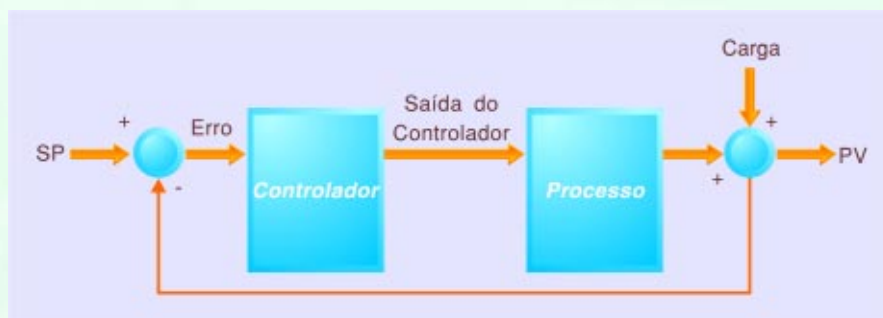 Carga
+
Saída do
Controlador
+
Erro
SP
-
Controlador
Processo
+
PV